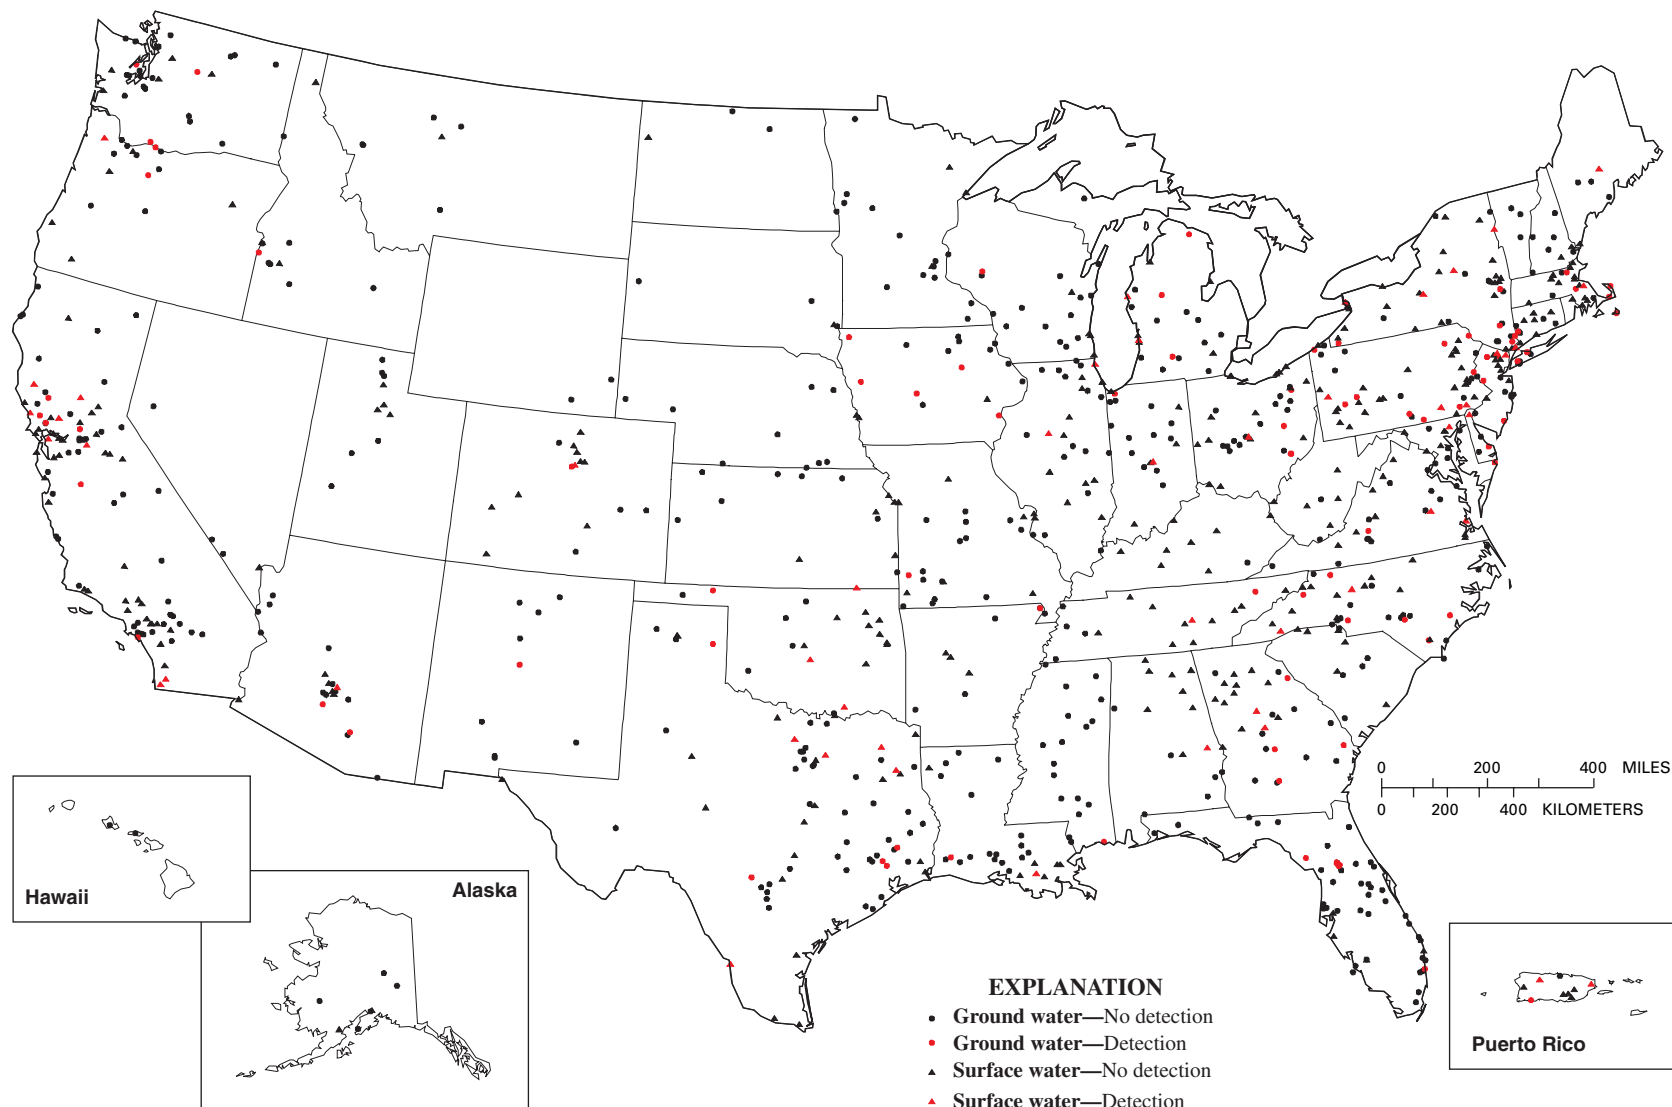 0 200 400 MILES
0 200 400 KILOMETERS
Hawaii
Alaska
EXPLANATION
Ground water—No detection
Ground water—Detection
Surface water—No detection
Surface water—Detection
Puerto Rico